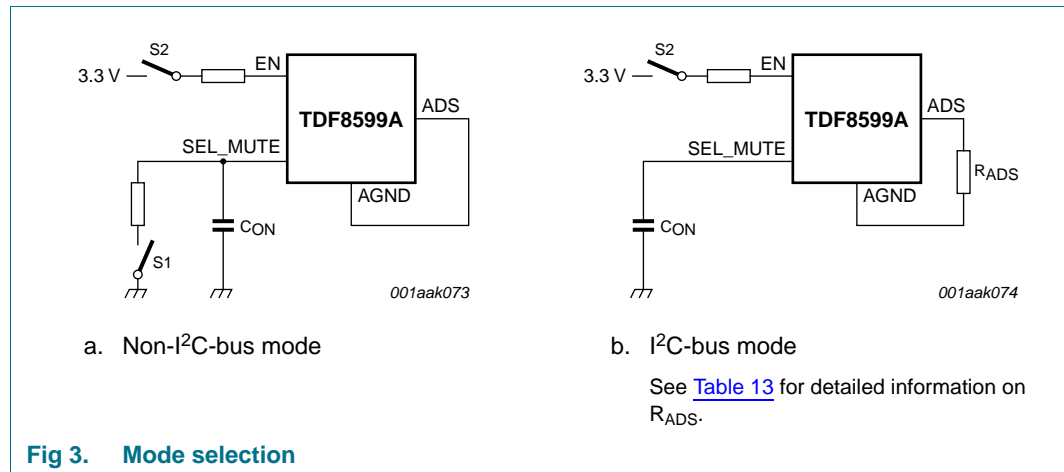 S2
3.3 V
EN
TDF8599A
ADS
SEL_MUTE
AGND
CON
S1
001aak073
a. Non-I²C-bus mode
S2
3.3 V
EN
TDF8599A
ADS
SEL_MUTE
RADS
AGND
CON
001aak074
b. I²C-bus mode
See Table 13 for detailed information on
RADS.
Fig 3. Mode selection